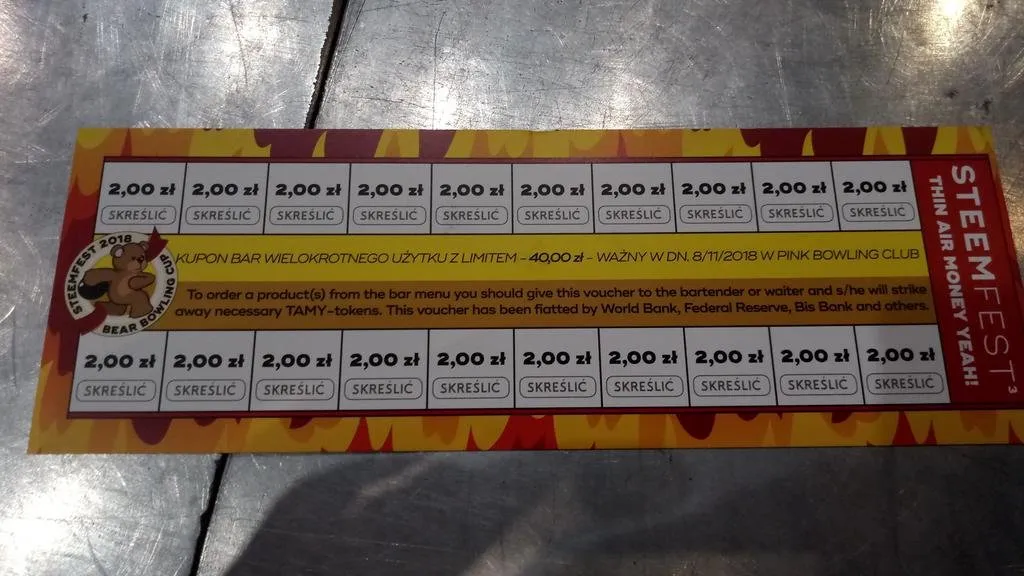 2,00 zł 2,00 zł 2,00 zł 2,00 zł 2,00 zł 2,00 zł 2,00 zł 2,00 zł 2,00 zł 2,00 zł
SKREŚLIĆ SKREŚLIĆ SKREŚLIĆ SKREŚLIĆ SKREŚLIĆ SKREŚLIĆ SKREŚLIĆ SKREŚLIĆ SKREŚLIĆ SKREŚLIĆ
STEEMFEST 2018
BEAR BOWLING CUP
KUPON BAR WIELOKROTNEGO UŻYTKU Z LIMITEM - 40,00 zł - WAŻNY W DN. 8/11/2018 W PINK BOWLING CLUB
To order a product(s) from the bar menu you should give this voucher to the bartender or waiter and s/he will strike
away necessary TAMY-tokens. This voucher has been fiatted by World Bank, Federal Reserve, Bis Bank and others.
2,00 zł 2,00 zł 2,00 zł 2,00 zł 2,00 zł 2,00 zł 2,00 zł 2,00 zł 2,00 zł 2,00 zł
SKREŚLIĆ SKREŚLIĆ SKREŚLIĆ SKREŚLIĆ SKREŚLIĆ SKREŚLIĆ SKREŚLIĆ SKREŚLIĆ SKREŚLIĆ SKREŚLIĆ
STEEMFEST³
THIN AIR MONEY YEAH!